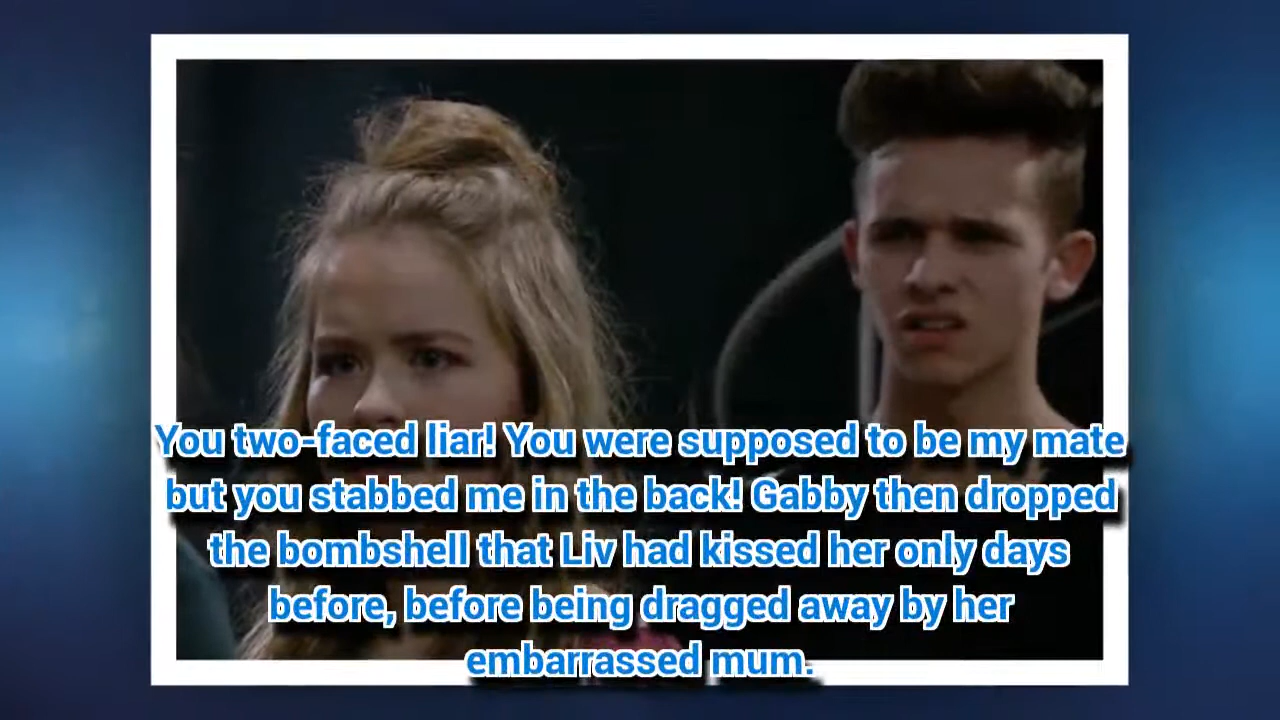 You two-faced liar! You were supposed to be my mate
but you stabbed me in the back! Gabby then dropped
the bombshell that Liv had kissed her only days
before, before being dragged away by her
embarrassed mum.